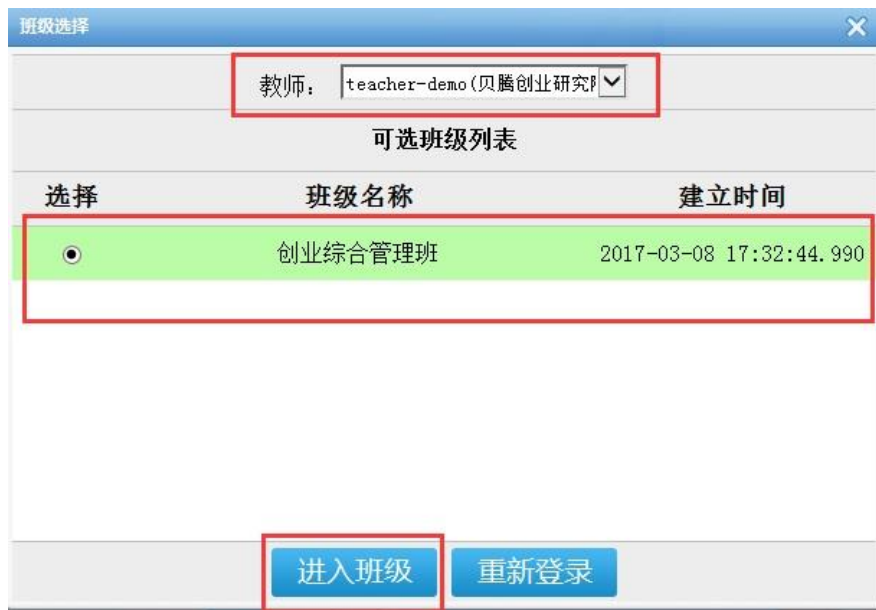 班级选择
教师： teacher-demo(贝腾创业研究
可选班级列表
选择 班级名称 建立时间
创业综合管理班 2017-03-08 17:32:44.990
进入班级 重新登录